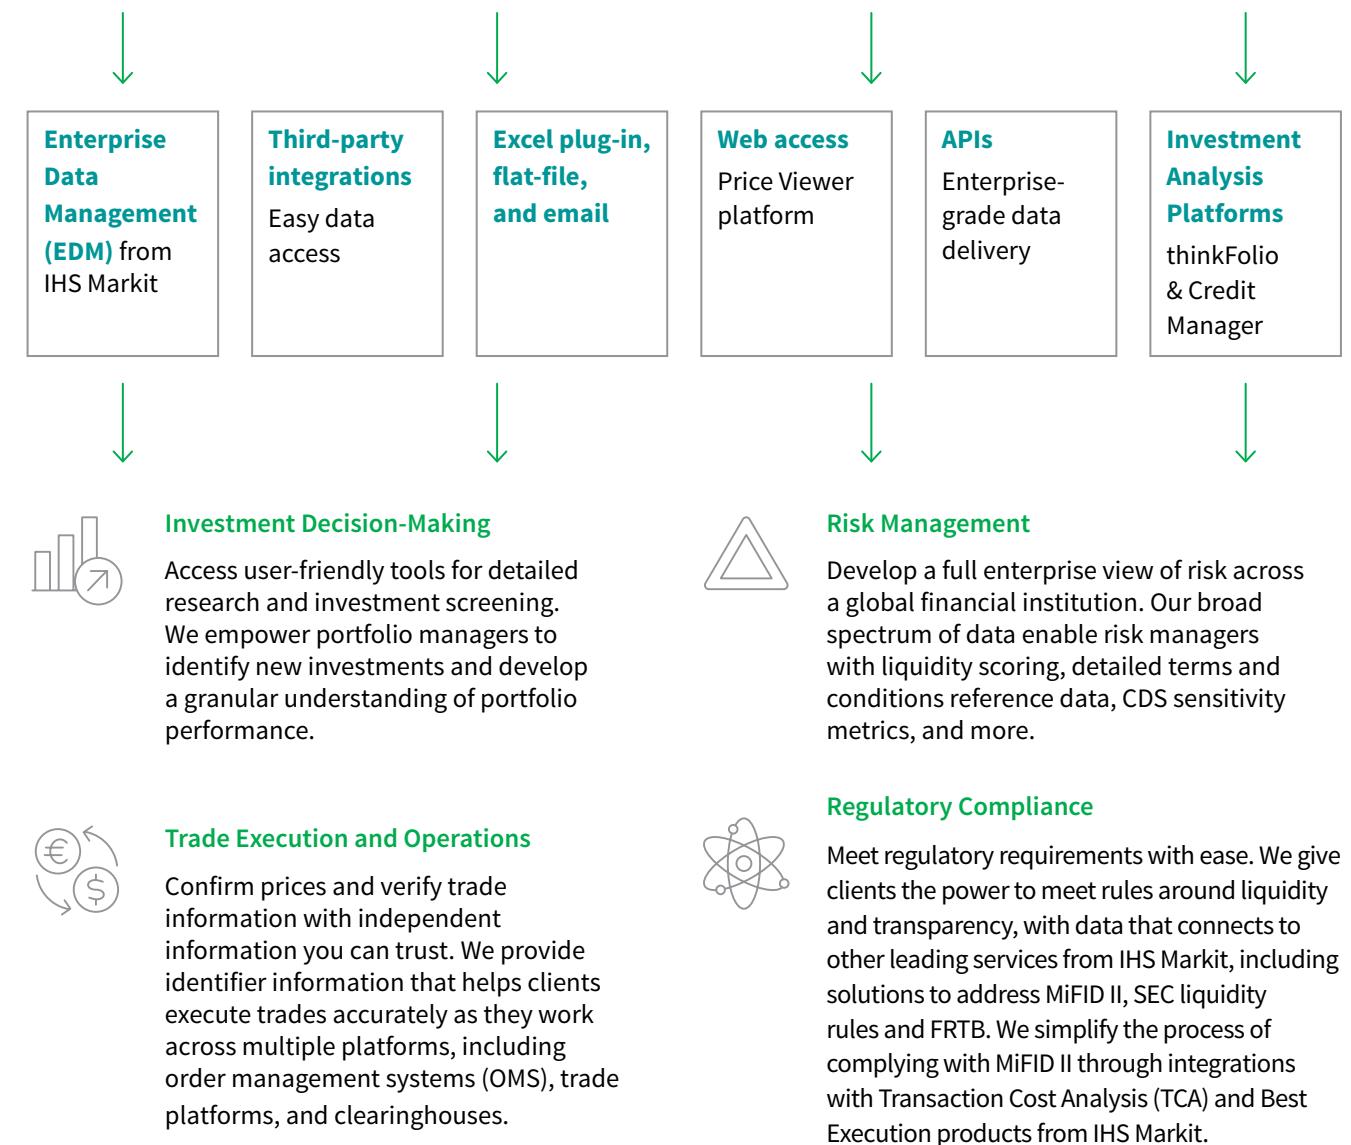 Enterprise
Data
Management
(EDM) from
IHS Markit
Third-party
integrations
Easy data
access
Excel plug-in,
flat-file,
and email
Web access
Price Viewer
platform
APIs
Enterprise-
grade data
delivery
Investment
Analysis
Platforms
thinkFolio
& Credit
Manager
Investment Decision-Making
Access user-friendly tools for detailed
research and investment screening.
We empower portfolio managers to
identify new investments and develop
a granular understanding of portfolio
performance.
Risk Management
Develop a full enterprise view of risk across
a global financial institution. Our broad
spectrum of data enable risk managers
with liquidity scoring, detailed terms and
conditions reference data, CDS sensitivity
metrics, and more.
€
$
Trade Execution and Operations
Confirm prices and verify trade
information with independent
information you can trust. We provide
identifier information that helps clients
execute trades accurately as they work
across multiple platforms, including
order management systems (OMS), trade
platforms, and clearinghouses.
Regulatory Compliance
Meet regulatory requirements with ease. We give
clients the power to meet rules around liquidity
and transparency, with data that connects to
other leading services from IHS Markit, including
solutions to address MiFID II, SEC liquidity
rules and FRTB. We simplify the process of
complying with MiFID II through integrations
with Transaction Cost Analysis (TCA) and Best
Execution products from IHS Markit.